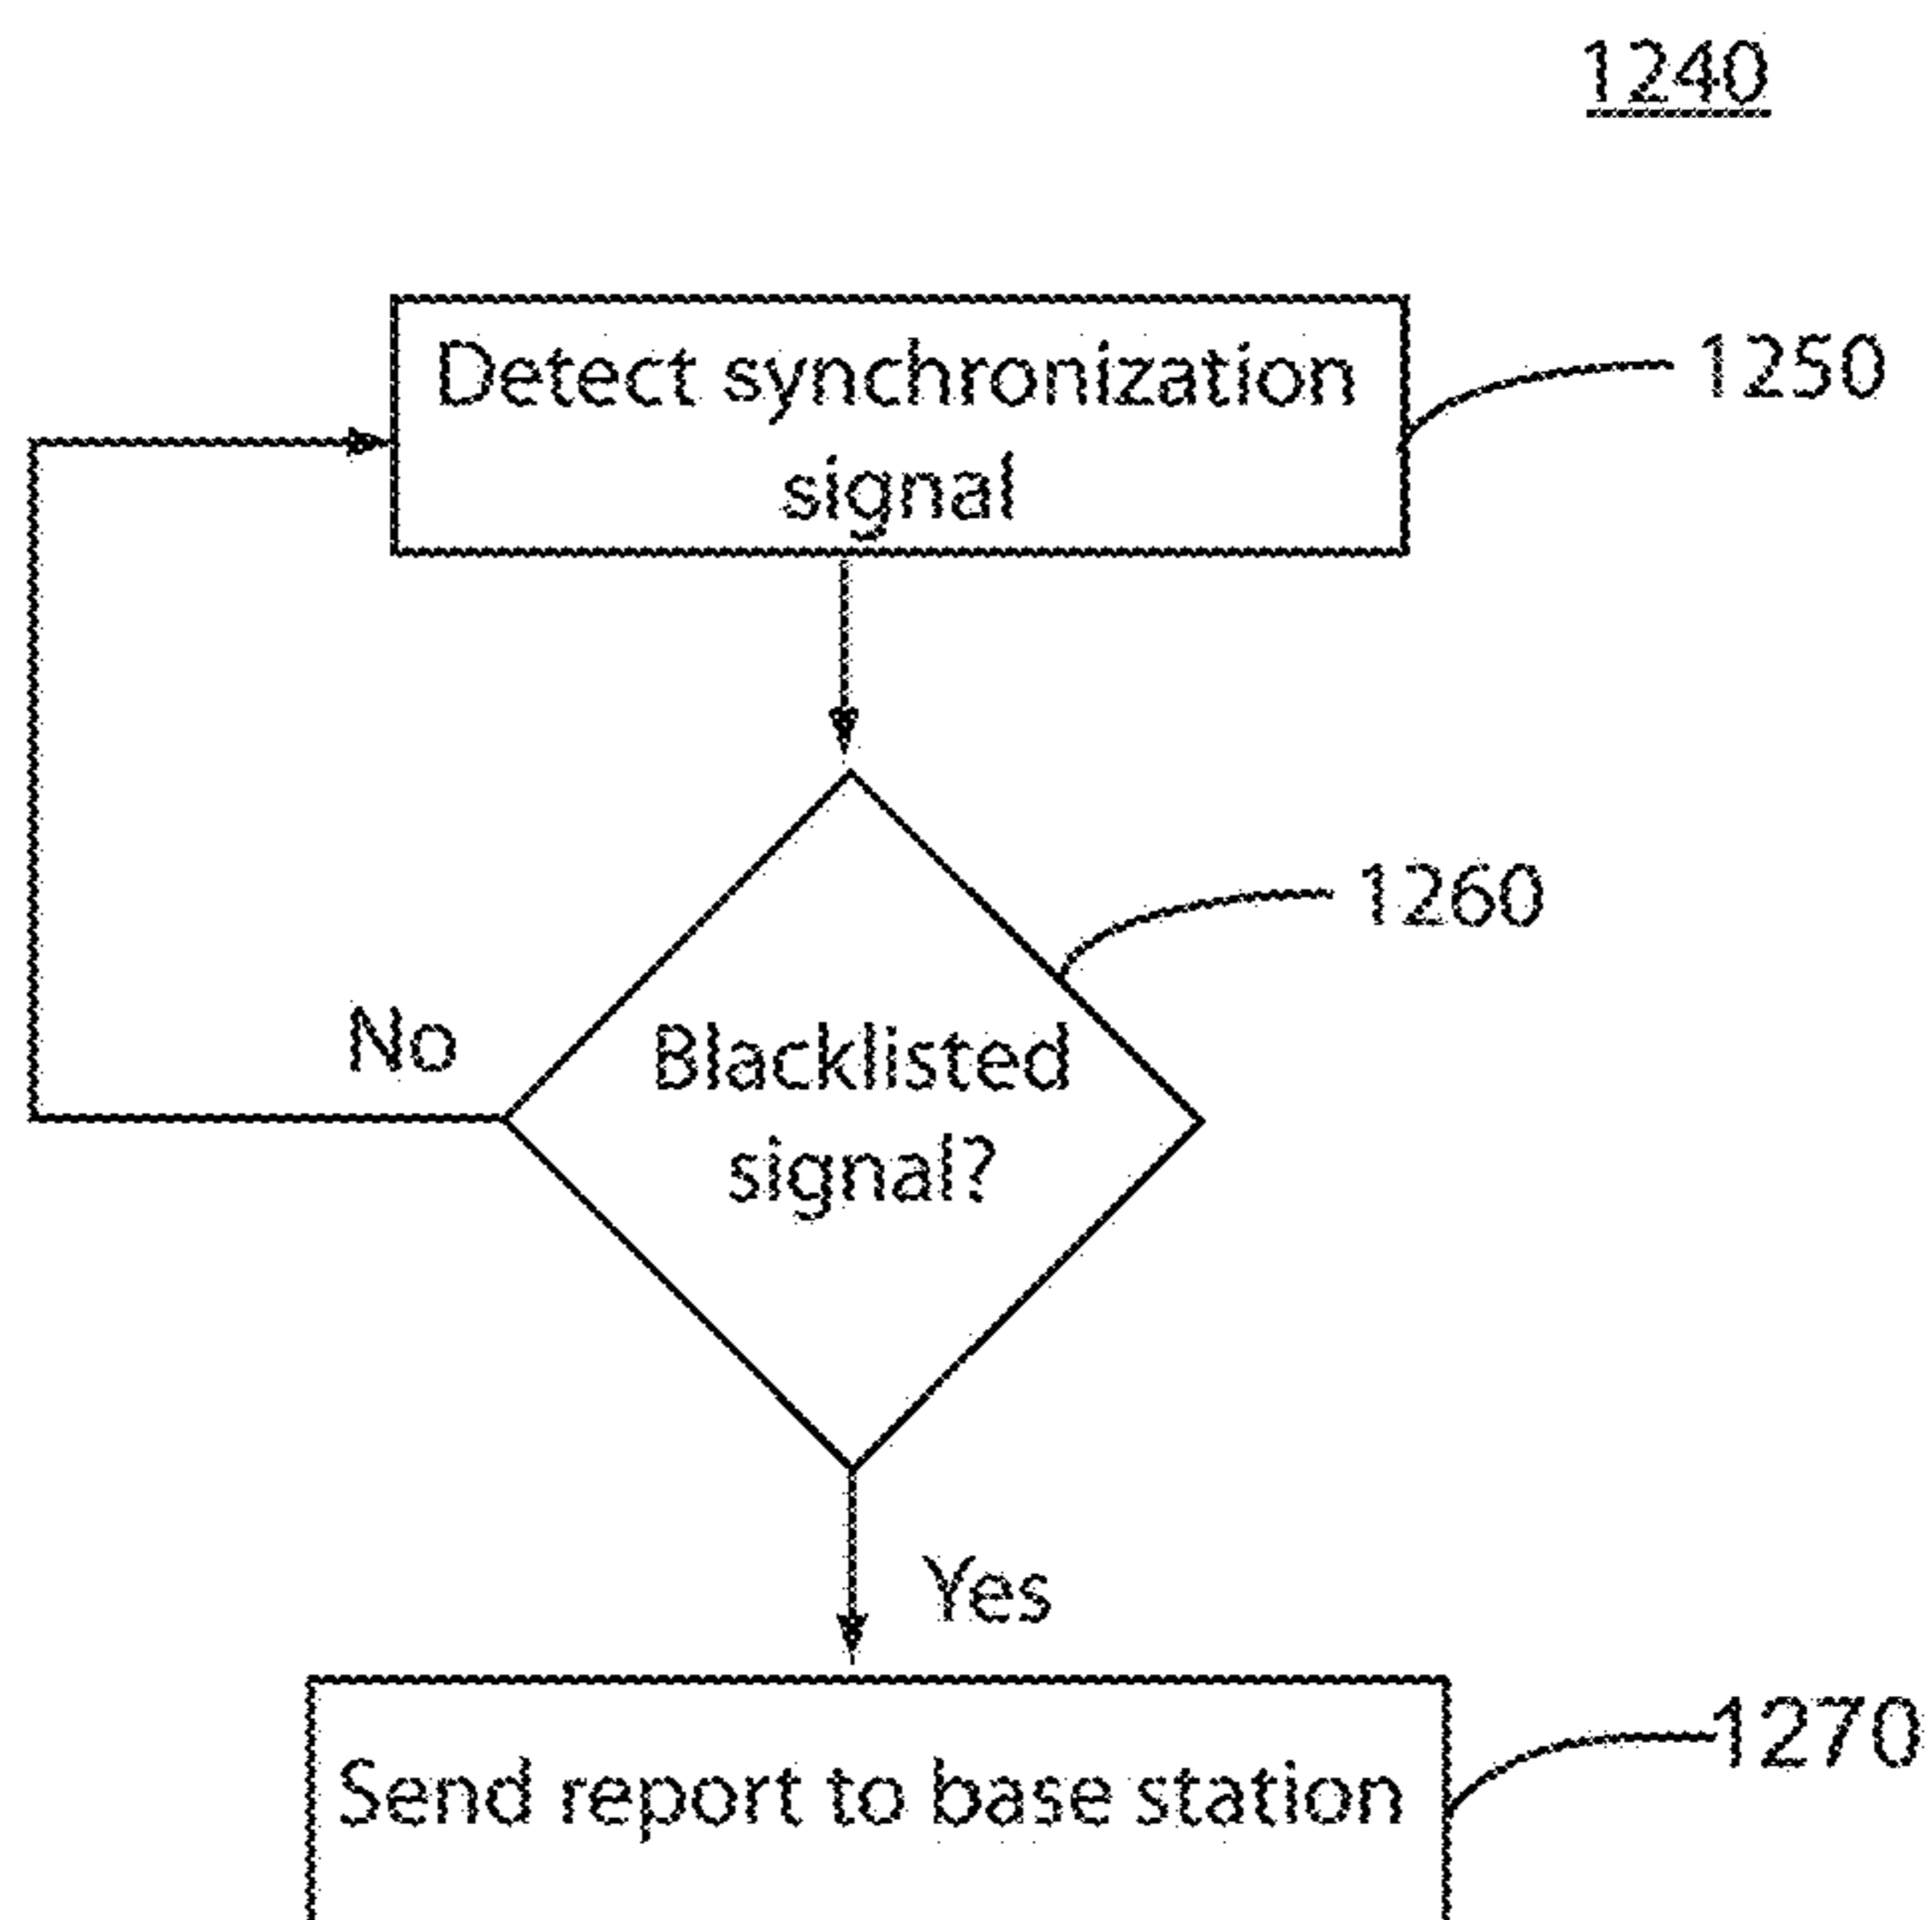 1240
Detect synchronization
signal
1250
1260
No
Blacklisted
signal?
Yes
1270
Send report to base station